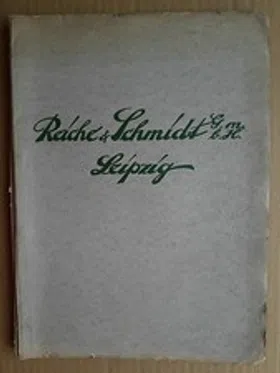 Räche & Schmidt G.m.b.H.
Leipzig